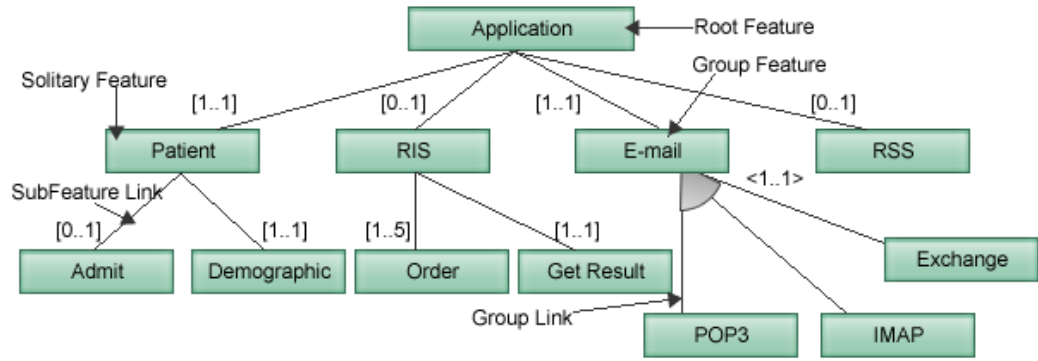 Application
Root Feature
Solitary Feature
Group Feature
[1..1]
[0..1]
[1..1]
[0..1]
Patient
RIS
E-mail
RSS
<1..1>
SubFeature Link
[0..1]
[1..1]
[1..5]
[1..1]
Admit
Demographic
Order
Get Result
Exchange
Group Link
POP3
IMAP